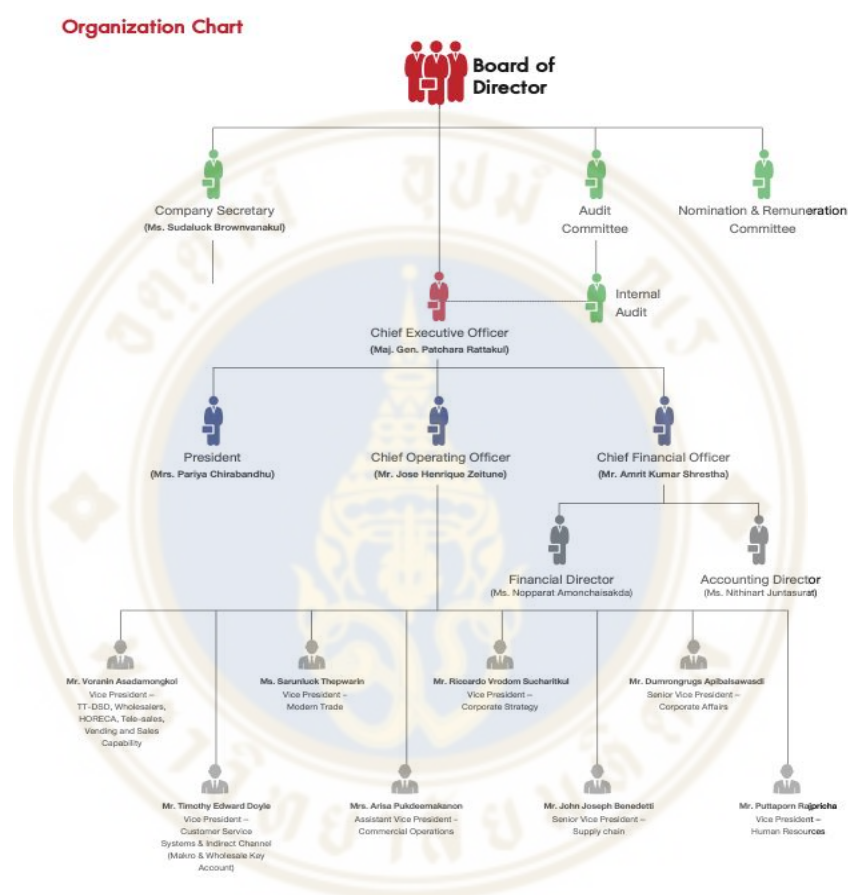 Organization Chart
Board of
Director
Company Secretary
(Ms. Sudaluck Brownvanakul)
Audit
Committee
Nomination & Remuneration
Committee
Internal
Audit
Chief Executive Officer
(Maj. Gen. Patchara Rattakul)
President
(Mrs. Pariya Chirabandhu)
Chief Operating Officer
(Mr. Jose Henrique Zeitune)
Chief Financial Officer
(Mr. Amrit Kumar Shrestha)
Financial Director
(Ms. Nopparat Amonchaisakda)
Accounting Director
(Ms. Nithinart Juntasurat)
Mr. Voranin Asadamongkol
Vice President –
TT-DSD, Wholesalers,
HORECA, Tele-sales,
Vending and Sales
Capability
Ms. Sarunluck Thepwarin
Vice President –
Modern Trade
Mr. Riccardo Vrodom Sucharitkul
Vice President –
Corporate Strategy
Mr. Dumrongrugs Apibalsawasdi
Senior Vice President –
Corporate Affairs
Mr. Timothy Edward Doyle
Vice President –
Customer Service
Systems & Indirect Channel
(Makro & Wholesale Key
Account)
Mrs. Arisa Pukdeemakanon
Assistant Vice President –
Commercial Operations
Mr. John Joseph Benedetti
Senior Vice President –
Supply chain
Mr. Puttaporn Rajpricha
Vice President –
Human Resources